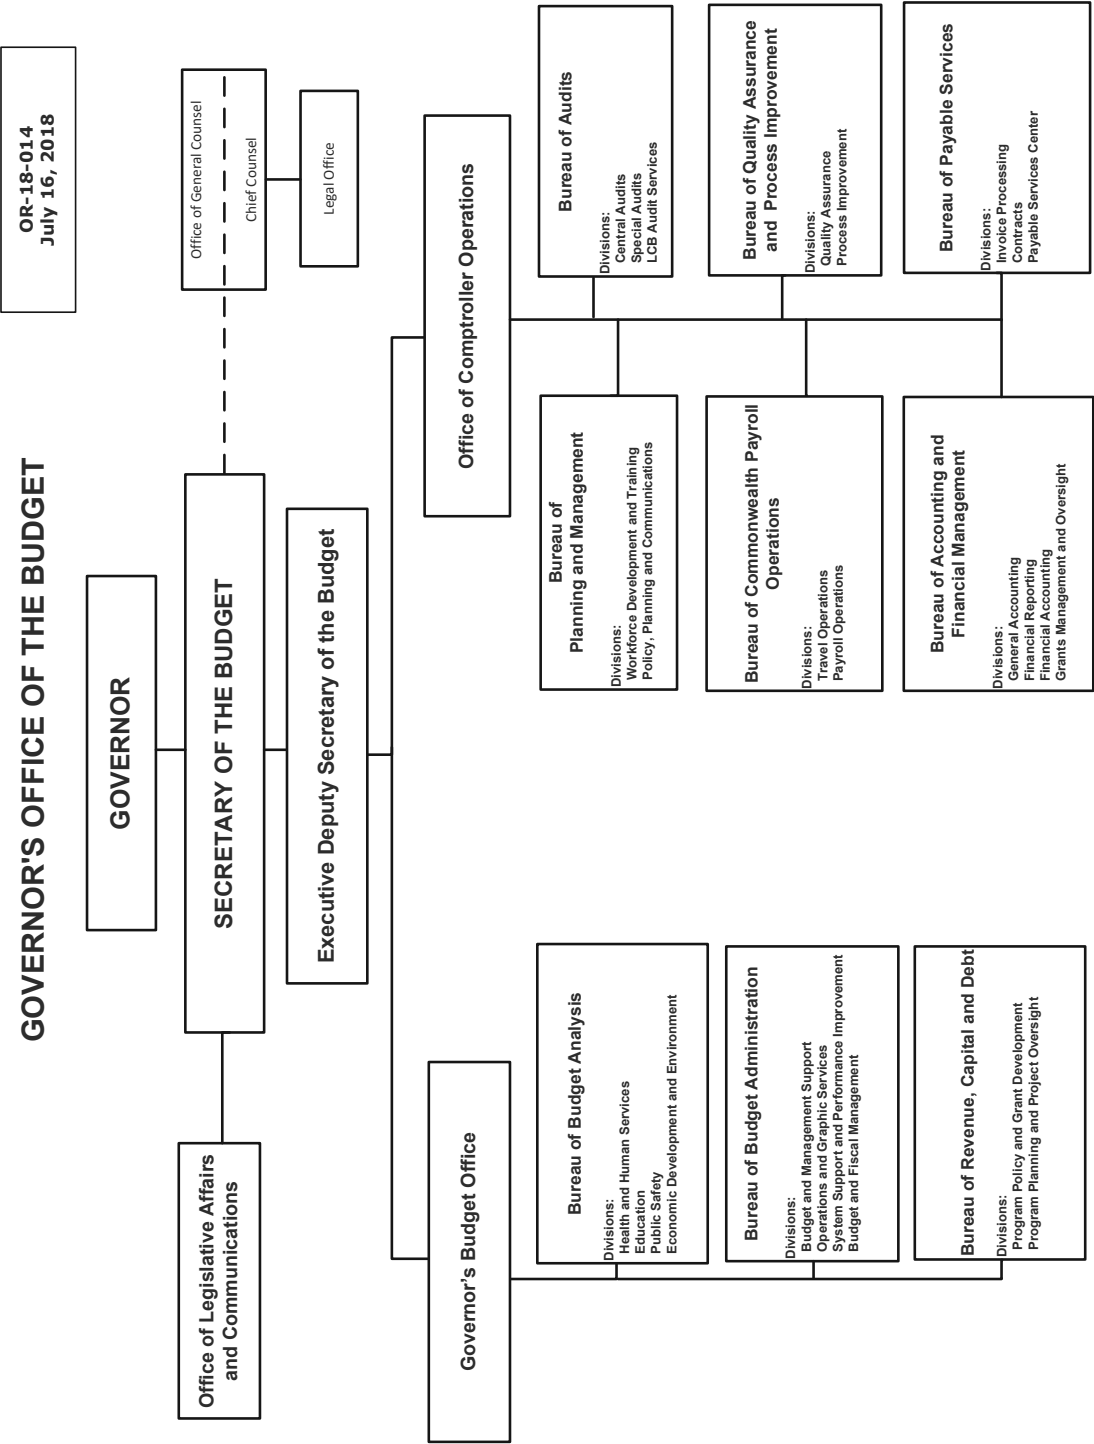 OR-18-014
July 16, 2018
GOVERNOR'S OFFICE OF THE BUDGET
GOVERNOR
Office of Legislative Affairs
and Communications
SECRETARY OF THE BUDGET
Office of General Counsel
Chief Counsel
Legal Office
Executive Deputy Secretary of the Budget
Governor's Budget Office
Office of Comptroller Operations
Bureau of Budget Analysis
Divisions:
Health and Human Services
Education
Public Safety
Economic Development and Environment
Bureau of Budget Administration
Divisions:
Budget and Management Support
Operations and Graphic Services
System Support and Performance Improvement
Budget and Fiscal Management
Bureau of Revenue, Capital and Debt
Divisions:
Program Policy and Grant Development
Program Planning and Project Oversight
Bureau of
Planning and Management
Divisions:
Workforce Development and Training
Policy, Planning and Communications
Bureau of Commonwealth Payroll
Operations
Divisions:
Travel Operations
Payroll Operations
Bureau of Accounting and
Financial Management
Divisions:
General Accounting
Financial Reporting
Financial Accounting
Grants Management and Oversight
Bureau of Audits
Divisions:
Central Audits
Special Audits
LCB Audit Services
Bureau of Quality Assurance
and Process Improvement
Divisions:
Quality Assurance
Process Improvement
Bureau of Payable Services
Divisions:
Invoice Processing
Contracts
Payable Services Center